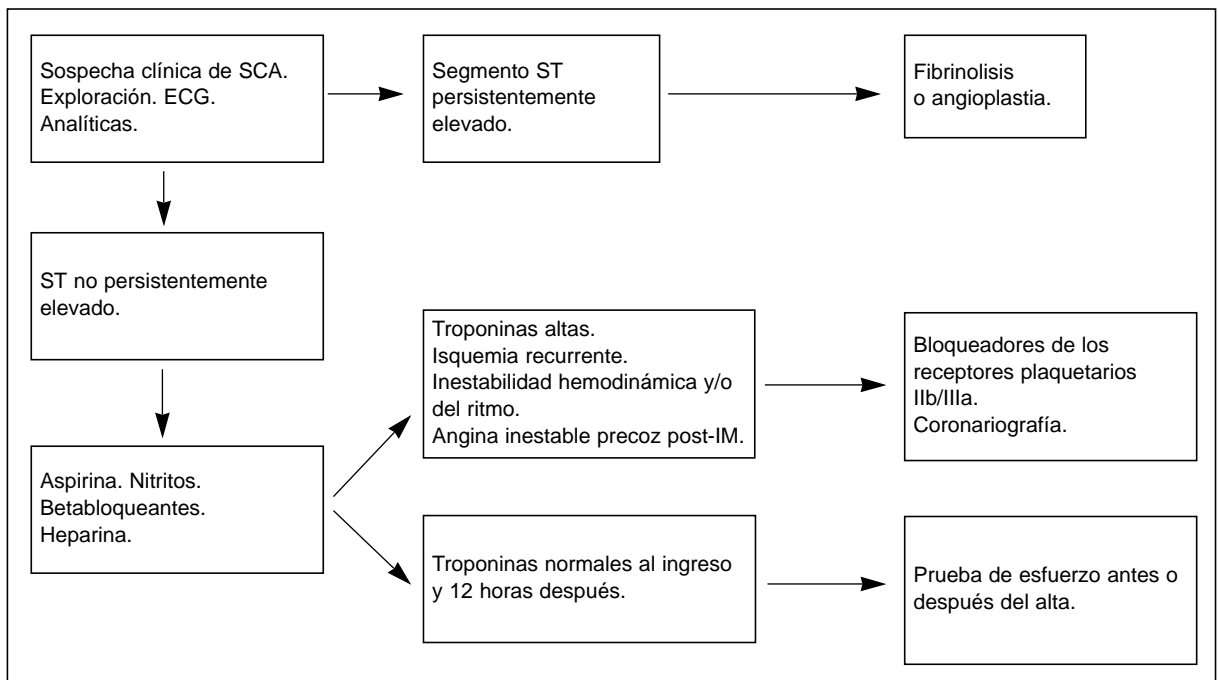 Sospecha clínica de SCA.
Exploración. ECG.
Analíticas.
Segmento ST
persistentemente
elevado.
Fibrinolisis
o angioplastia.
ST no persistentemente
elevado.
Troponinas altas.
Isquemia recurrente.
Inestabilidad hemodinámica y/o
del ritmo.
Angina inestable precoz post-IM.
Bloqueadores de los
receptores plaquetarios
IIb/IIIa.
Coronariografía.
Aspirina. Nitritos.
Betabloqueantes.
Heparina.
Troponinas normales al ingreso
y 12 horas después.
Prueba de esfuerzo antes o
después del alta.